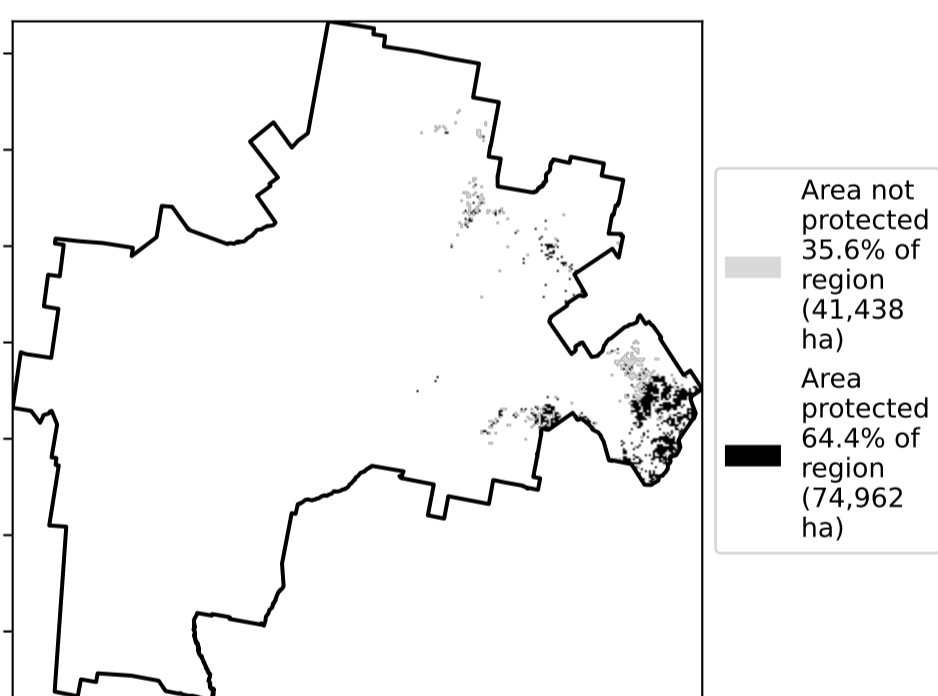 Area not
protected
35.6% of
region
(41,438
ha)
Area
protected
64.4% of
region
(74,962
ha)